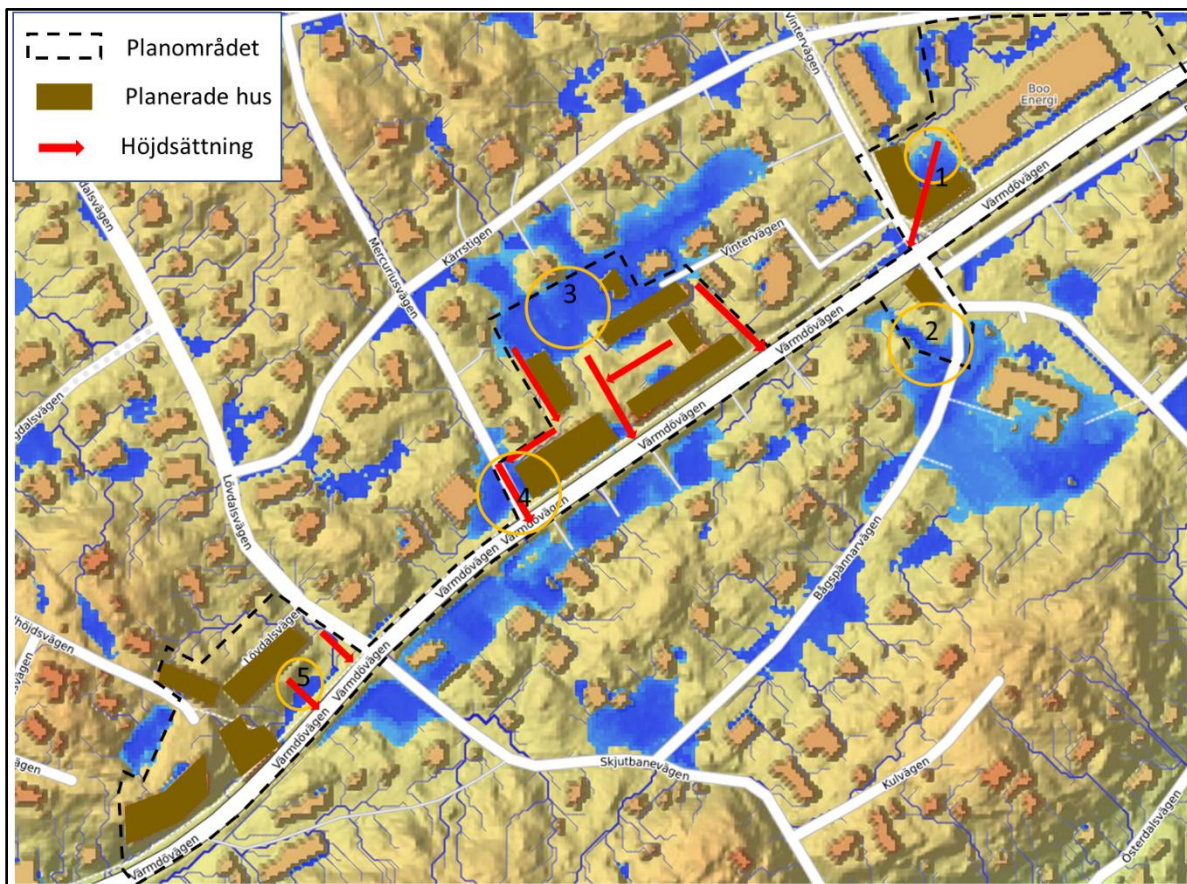 Planområdet
Planerade hus
Höjdsättning
Vintervägen
Boo
Energi
1
Värmdövägen
Kärrstigen
Mercuriusvägen
Vintervägen
3
2
Värmdövägen
Värmdövägen
Lövdalsvägen
4
Värmdövägen
Värmdövägen
Bågspännarvägen
Lövdalsvägen
5
Värmdövägen
Värmdövägen
Skjutbanevägen
Kulvägen
Värmdövägen
Österdalsvägen